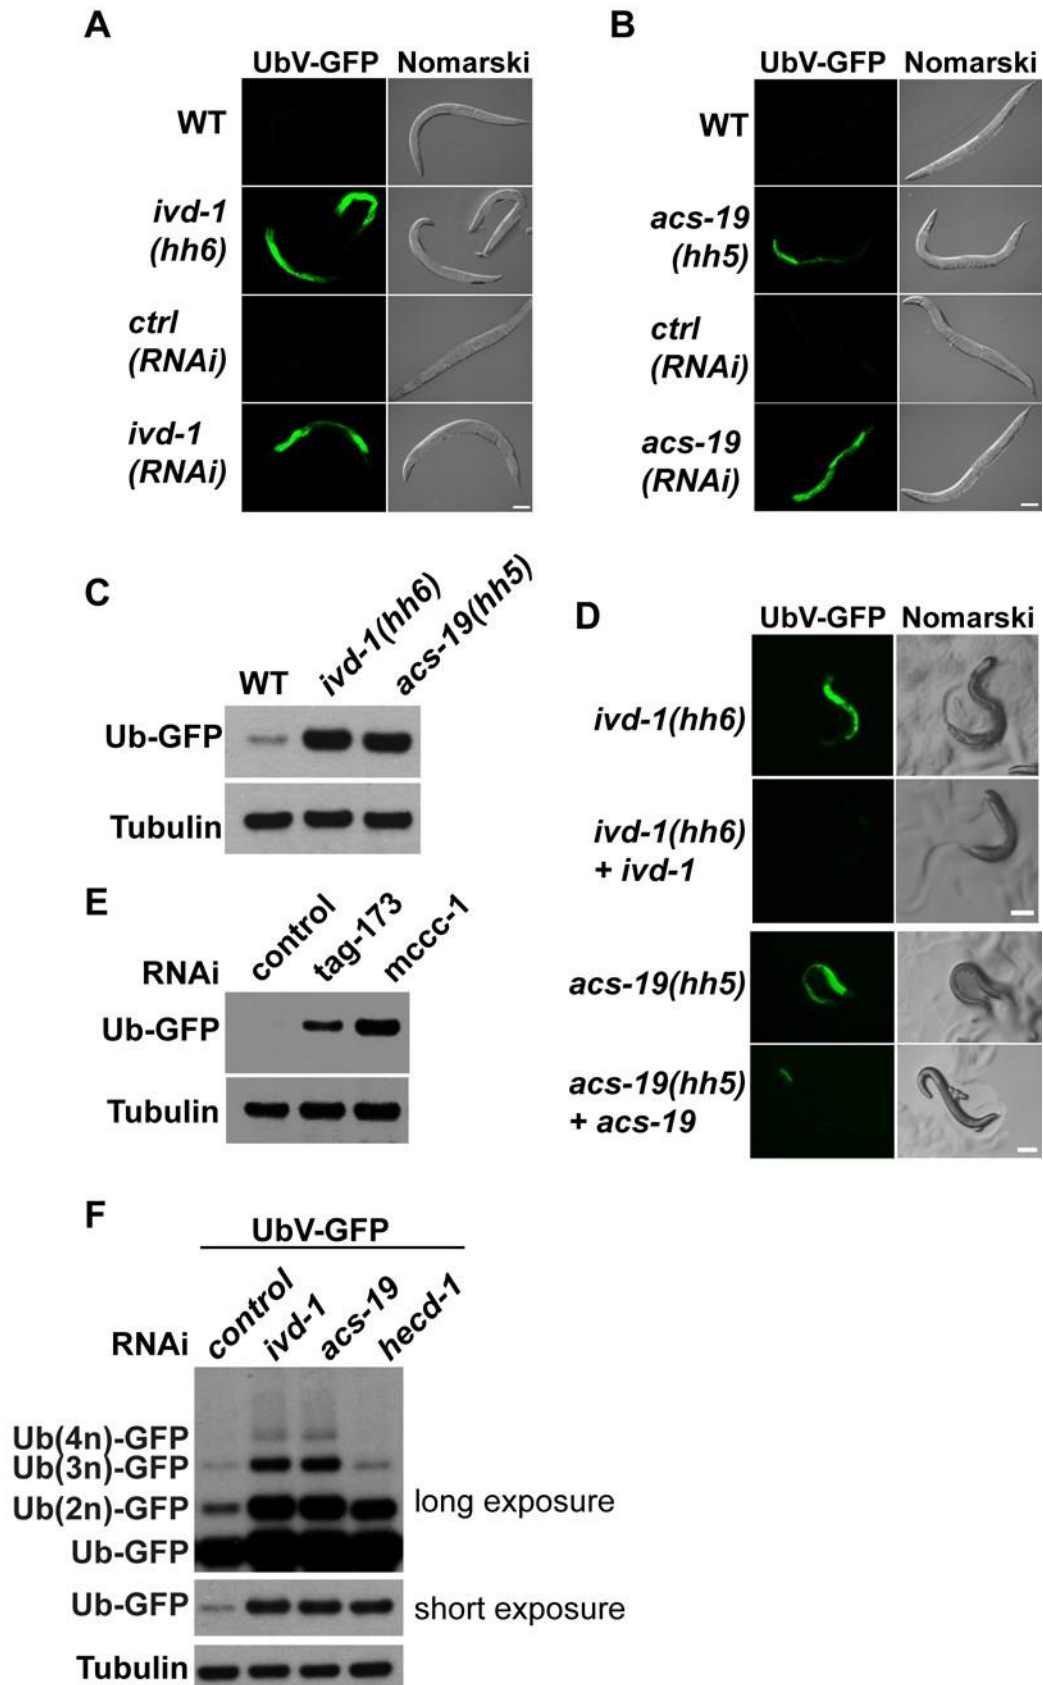 A
UbV-GFP Nomarski
WT
ivd-1
(hh6)
ctrl
(RNAi)
ivd-1
(RNAi)
B
UbV-GFP Nomarski
WT
acs-19
(hh5)
ctrl
(RNAi)
acs-19
(RNAi)
C
WT ivd-1(hh6) acs-19(hh5)
Ub-GFP
Tubulin
D
UbV-GFP Nomarski
ivd-1(hh6)
ivd-1(hh6)
+ ivd-1
acs-19(hh5)
acs-19(hh5)
+ acs-19
E
RNAi control tag-173 mccc-1
Ub-GFP
Tubulin
F
UbV-GFP
RNAi control ivd-1 acs-19 hecd-1
Ub(4n)-GFP
Ub(3n)-GFP
Ub(2n)-GFP long exposure
Ub-GFP
Ub-GFP short exposure
Tubulin